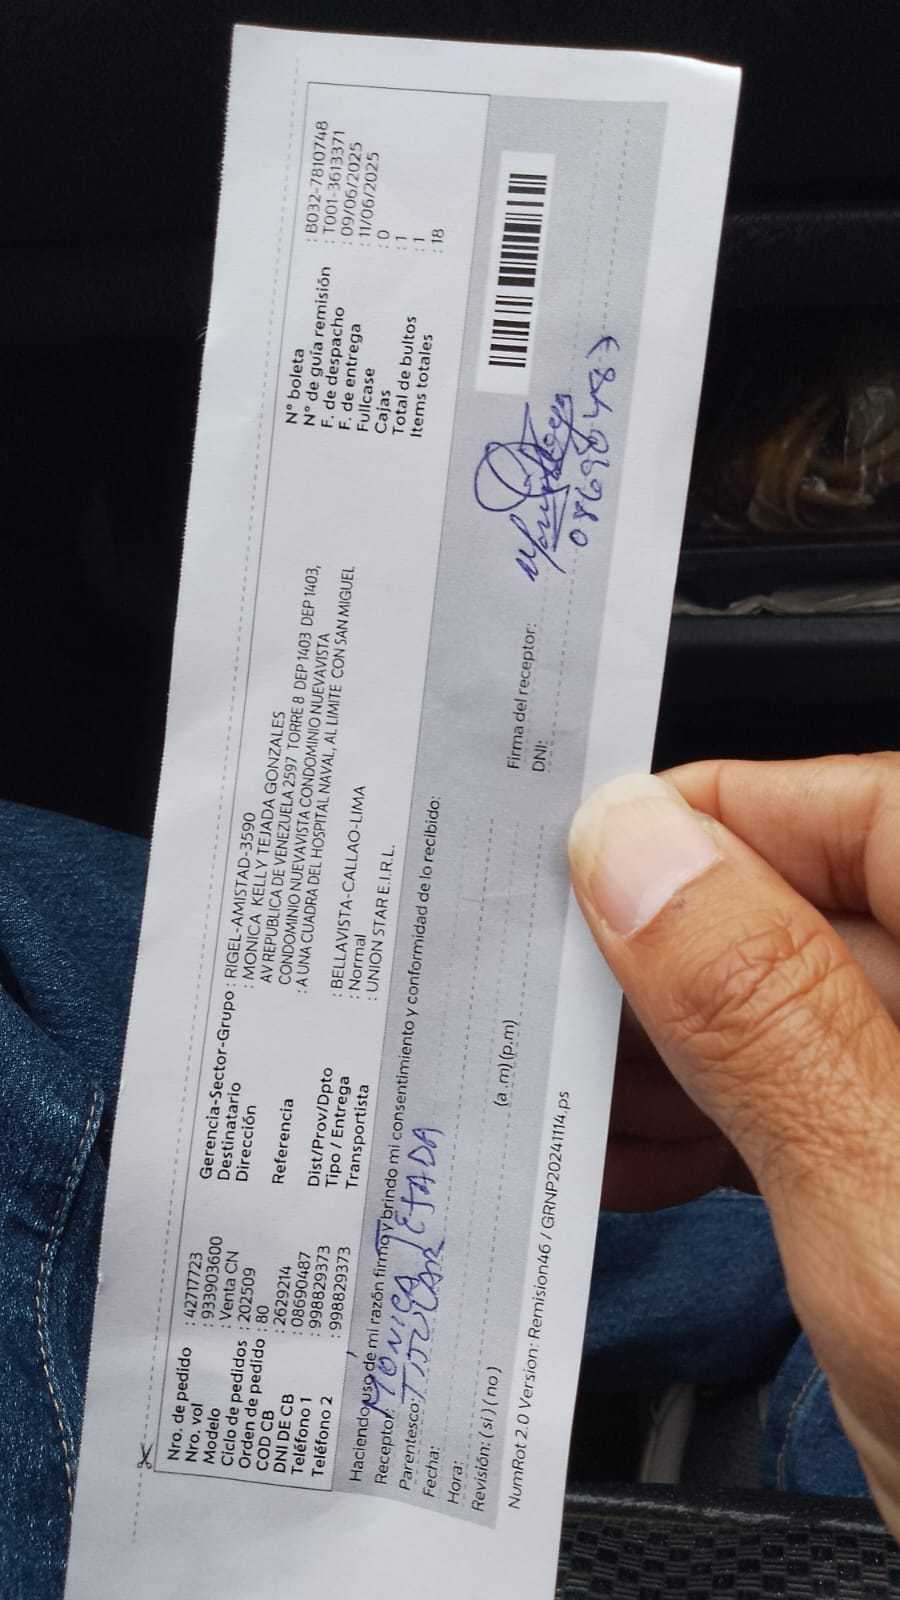 Nro. de pedido : 42717723
Nro. vol : 933903600
Modelo : Venta CN
Ciclo de pedidos : 202509
Orden de pedido : 80
COD CB : 2629214
DNI DE CB : 08690487
Teléfono 1 : 998829373
Teléfono 2 : 998829373
Gerencia-Sector-Grupo : RIGEL-AMISTAD-3590
Destinatario : MONICA KELLY TEJADA GONZALES
Dirección AV REPUBLICA DE VENEZUELA 2597 TORRE 8 DEP 1403 DEP 1403,
CONDOMINIO NUEVAVISTA CONDOMINIO NUEVAVISTA
Referencia : A UNA CUADRA DEL HOSPITAL NAVAL, AL LIMITE CON SAN MIGUEL
Dist/Prov/Dpto : BELLAVISTA-CALLAO-LIMA
Tipo / Entrega : Normal
Transportista : UNION STAR E.I.R.L.
N° boleta : B032-7810748
N° de guía remisión : T001-3613371
F. de despacho : 09/06/2025
F. de entrega : 11/06/2025
Fullcase : 0
Cajas : 1
Total de bultos : 1
Items totales : 18
Haciendo uso de mi razón firmo y brindo mi consentimiento y conformidad de lo recibido:
Receptor: MONICA TEJADA
Parentesco: TITULAR
Fecha:
Hora: (a .m) (p.m)
Revisión: ( si ) ( no )
Firma del receptor:
DNI: 08690487
NumRot 2.0 Version: Remision46 / GRNP20241114.ps